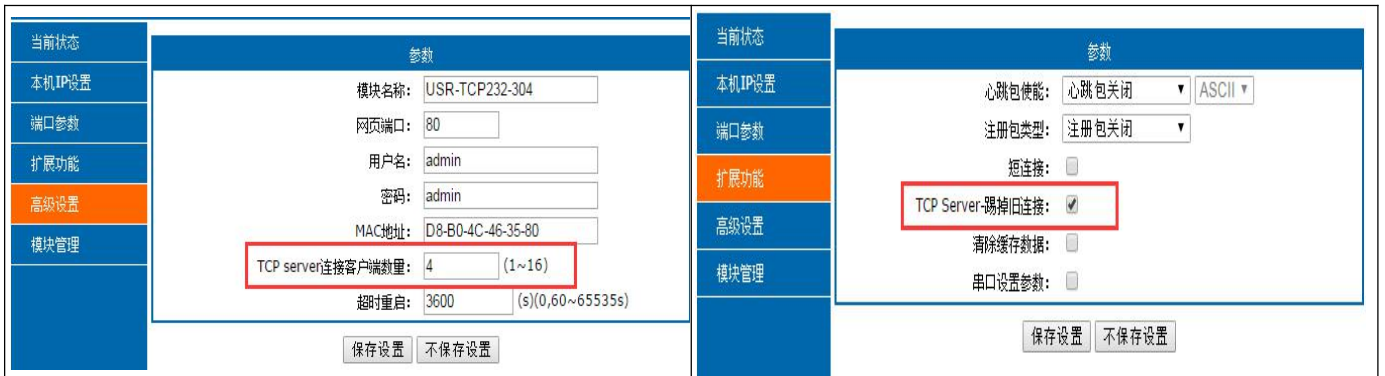 当前状态
本机IP设置
端口参数
扩展功能
高级设置
模块管理
参数
模块名称: USR-TCP232-304
网页端口: 80
用户名: admin
密码: admin
MAC地址: D8-B0-4C-46-35-80
TCP server连接客户端数量: 4 (1~16)
超时重启: 3600 (s)(0,60~65535s)
保存设置 不保存设置
当前状态
本机IP设置
端口参数
扩展功能
高级设置
模块管理
参数
心跳包使能: 心跳包关闭 ASCII
注册包类型: 注册包关闭
短连接:
TCP Server-踢掉旧连接:
清除缓存数据:
串口设置参数:
保存设置 不保存设置